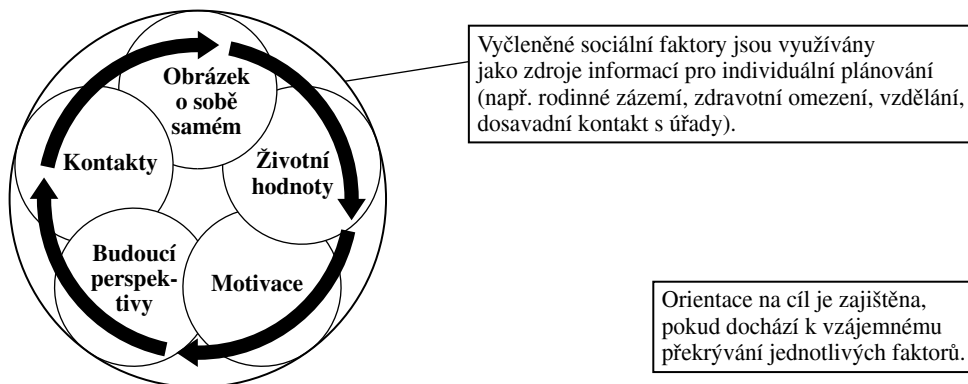 Obrázek
o sobě
samém
Životní
hodnoty
Motivace
Budoucí
perspek-
tivy
Kontakty
Vyčleněné sociální faktory jsou využívány
jako zdroje informací pro individuální plánování
(např. rodinné zázemí, zdravotní omezení, vzdělání,
dosavadní kontakt s úřady).
Orientace na cíl je zajištěna,
pokud dochází k vzájemnému
překrývání jednotlivých faktorů.